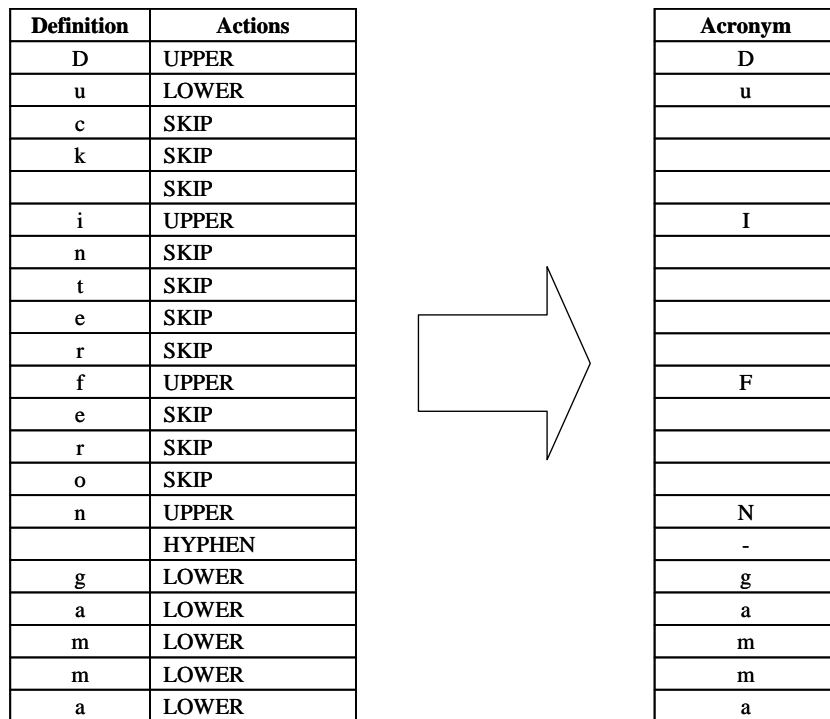 Definition Actions Acronym
D UPPER D
u LOWER u
c SKIP
k SKIP
SKIP
i UPPER I
n SKIP
t SKIP
e SKIP
r SKIP
f UPPER F
e SKIP
r SKIP
o SKIP
n UPPER N
HYPHEN -
g LOWER g
a LOWER a
m LOWER m
m LOWER m
a LOWER a